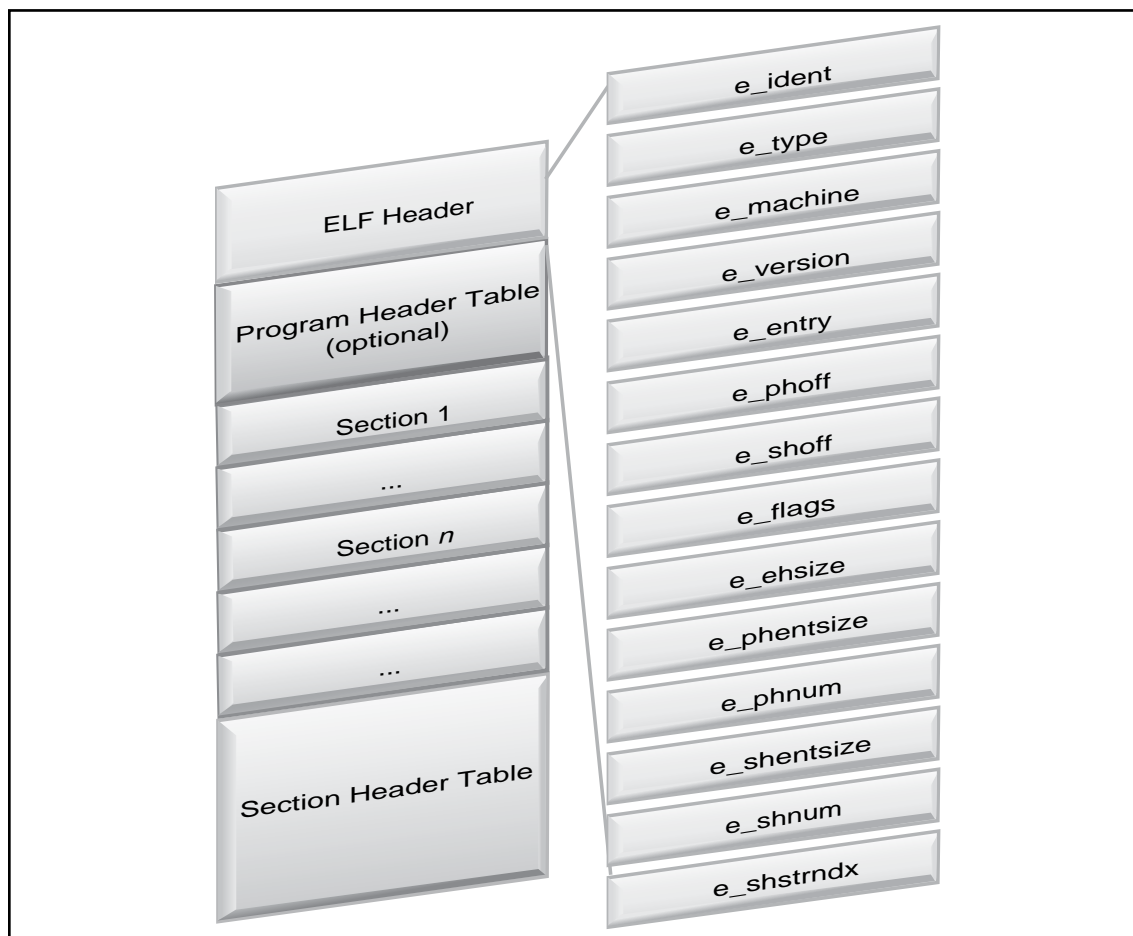 ELF Header
Program Header Table
(optional)
Section 1
...
Section n
...
...
Section Header Table
e_ident
e_type
e_machine
e_version
e_entry
e_phoff
e_shoff
e_flags
e_ehsize
e_phentsize
e_phnum
e_shentsize
e_shnum
e_shstrndx